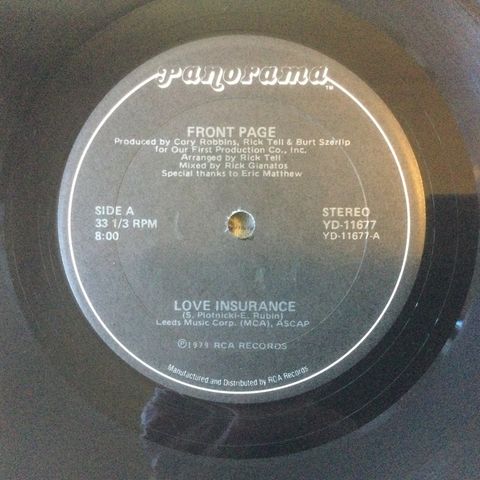 Panorama™
FRONT PAGE
Produced by Cory Robbins, Rick Tell & Burt Szerlip
for Our First Production Co., Inc.
Arranged by Rick Tell
Mixed by Rick Gianatos
Special thanks to Eric Matthew
SIDE A
33 1/3 RPM
8:00
STEREO
YD-11677
YD-11677-A
LOVE INSURANCE
(S. Plotnicki-E. Rubin)
Leeds Music Corp. (MCA), ASCAP
℗1979 RCA RECORDS
Manufactured and Distributed by RCA Records